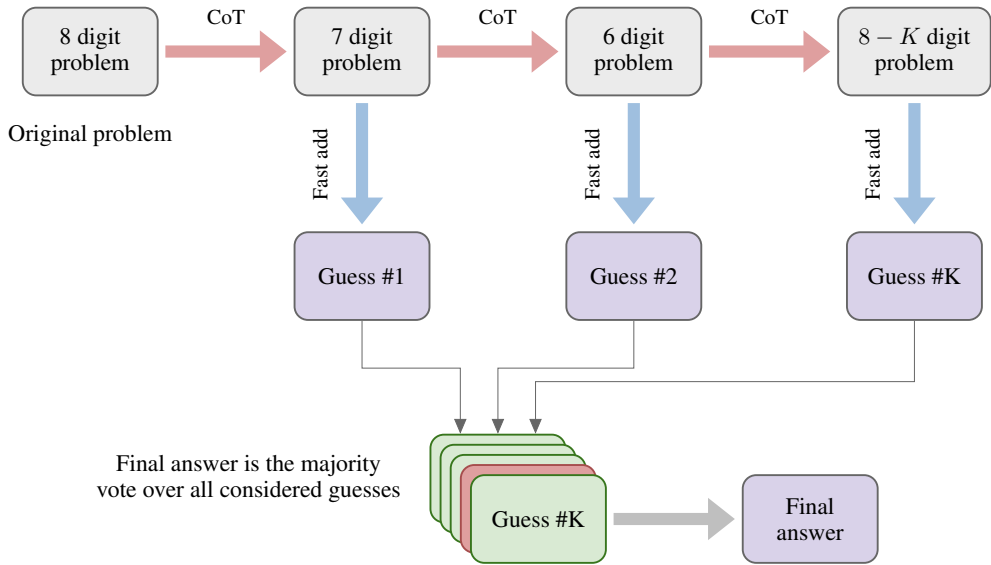 CoT
CoT
CoT
8 digit
problem
7 digit
problem
6 digit
problem
8 − K digit
problem
Original problem
Fast add
Fast add
Fast add
Guess #1
Guess #2
Guess #K
Final answer is the majority
vote over all considered guesses
Guess #K
Final
answer